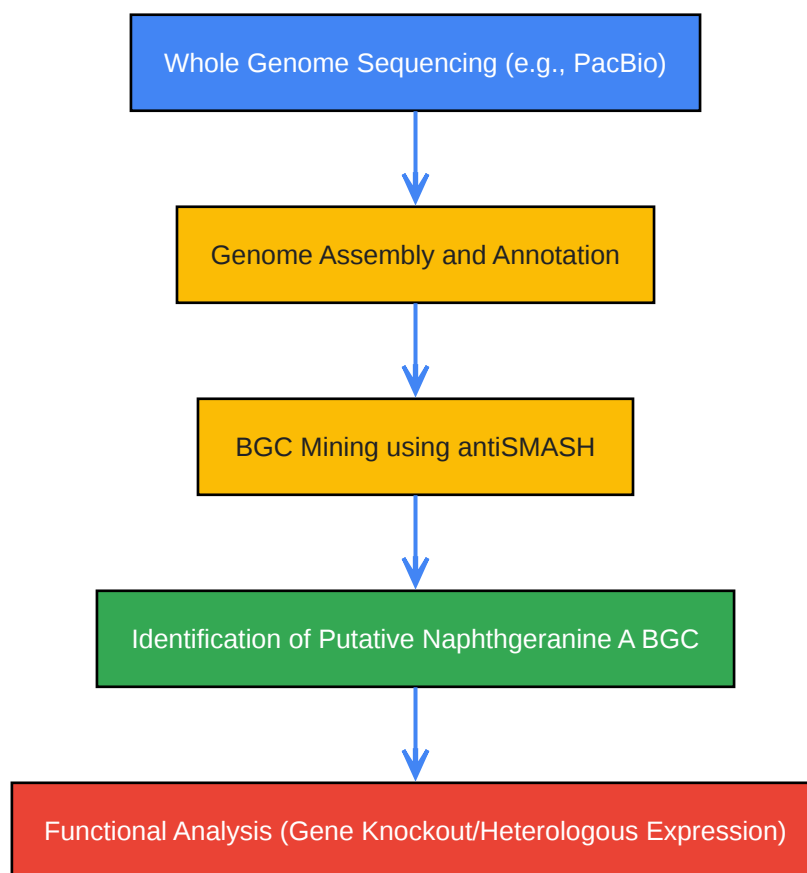 Whole Genome Sequencing (e.g., PacBio)
Genome Assembly and Annotation
BGC Mining using antiSMASH
Identification of Putative Naphthgeranine A BGC
Functional Analysis (Gene Knockout/Heterologous Expression)